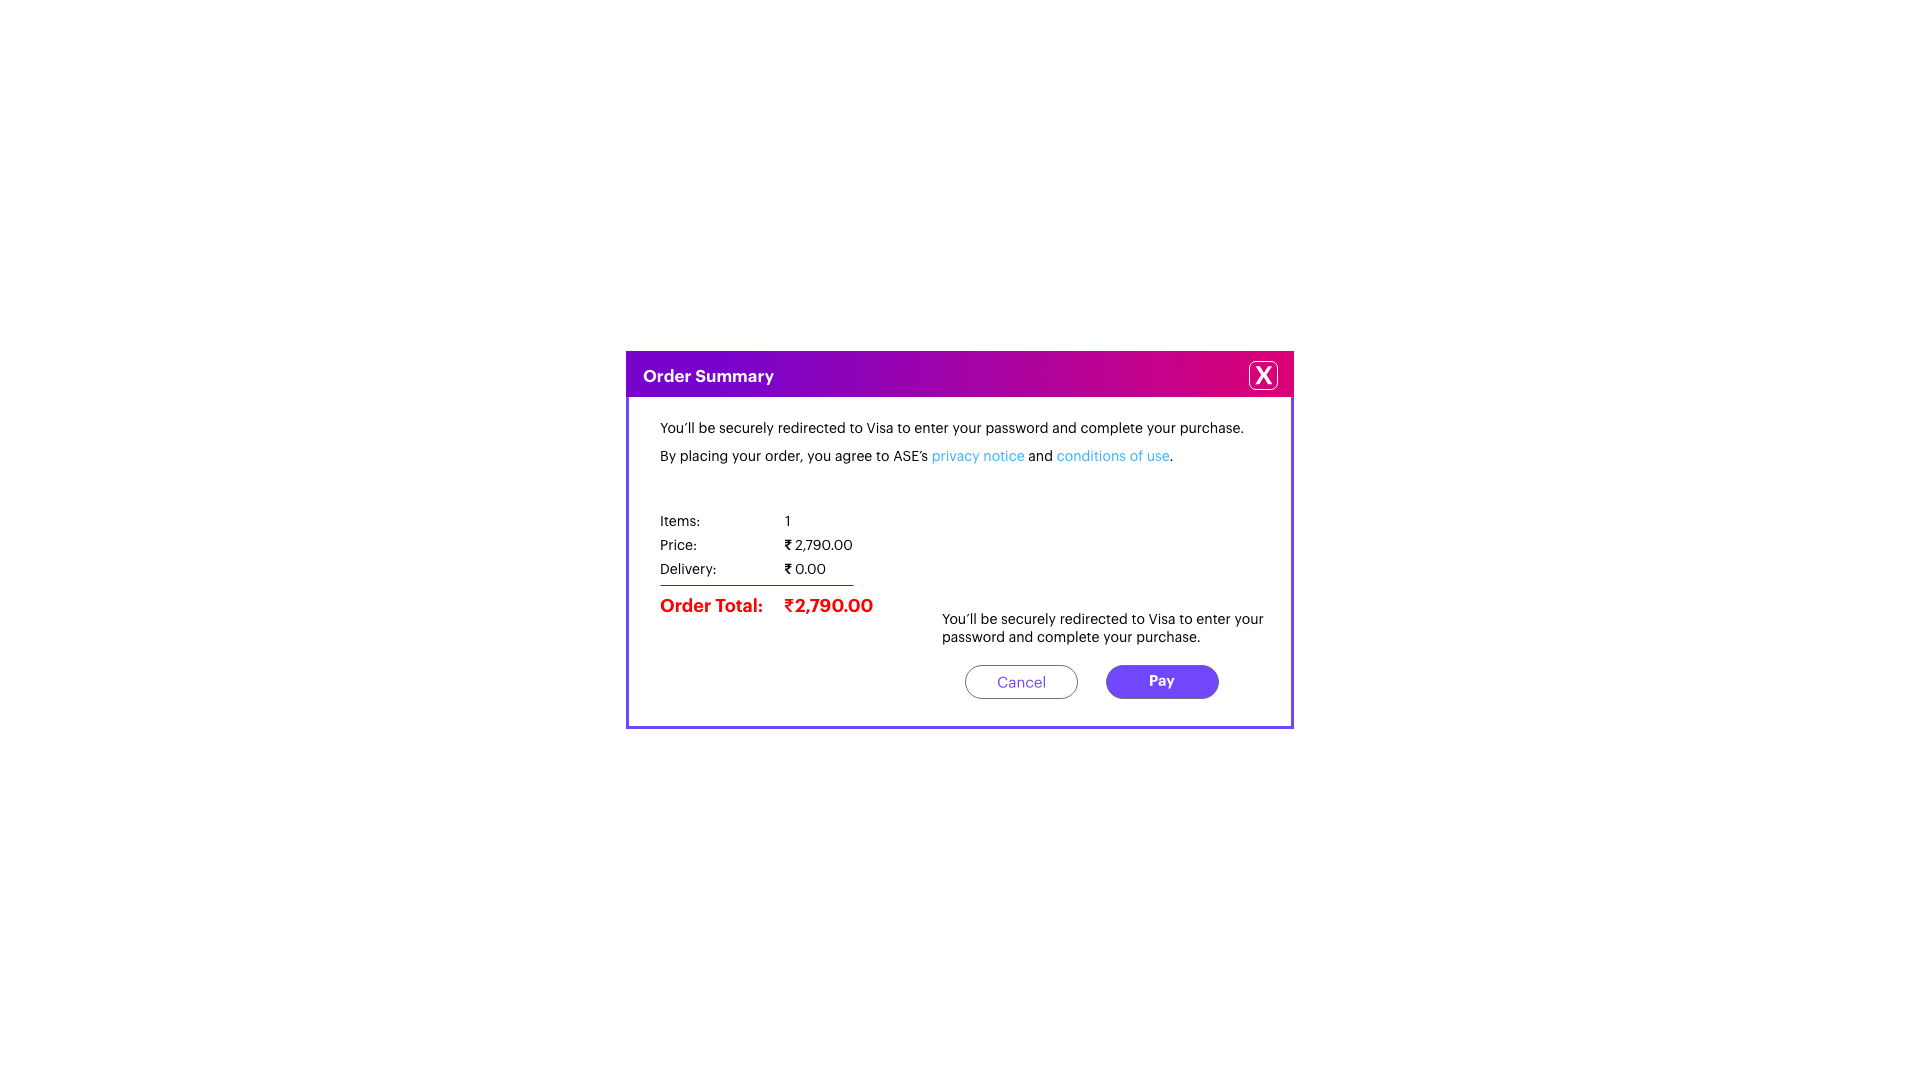 Order Summary
X
You’ll be securely redirected to Visa to enter your password and complete your purchase.
By placing your order, you agree to ASE’s privacy notice and conditions of use.
Items: 1
Price: ₹ 2,790.00
Delivery: ₹ 0.00
Order Total: ₹2,790.00
You’ll be securely redirected to Visa to enter your
password and complete your purchase.
Cancel Pay